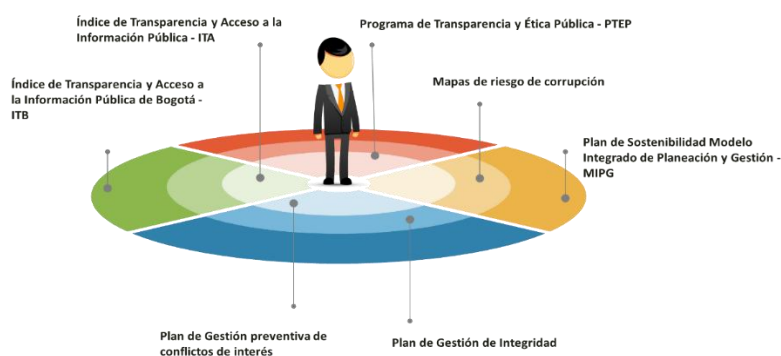 Índice de Transparencia y Acceso a la
Información Pública - ITA
Programa de Transparencia y Ética Pública - PTEP
Índice de Transparencia y Acceso a
la Información Pública de Bogotá -
ITB
Mapas de riesgo de corrupción
Plan de Sostenibilidad Modelo
Integrado de Planeación y Gestión -
MIPG
Plan de Gestión preventiva de
conflictos de interés
Plan de Gestión de Integridad